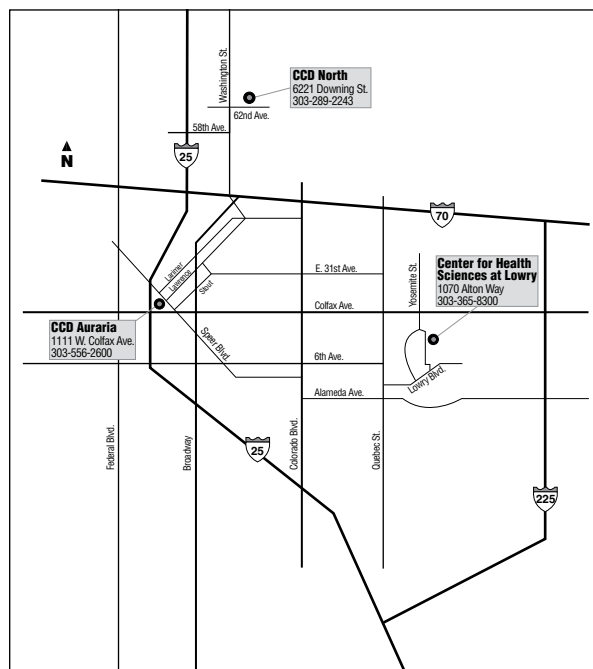 Washington St.
CCD North
6221 Downing St.
303-289-2243
62nd Ave.
58th Ave.
25
N
70
Larimer
Lawrence
Stout
E. 31st Ave.
Yosemite St.
Center for Health
Sciences at Lowry
1070 Alton Way
303-365-8300
Colfax Ave.
CCD Auraria
1111 W. Colfax Ave.
303-556-2600
Speer Blvd.
6th Ave.
Lowry Blvd.
Alameda Ave.
Federal Blvd.
Broadway
25
Colorado Blvd.
Quebec St.
225